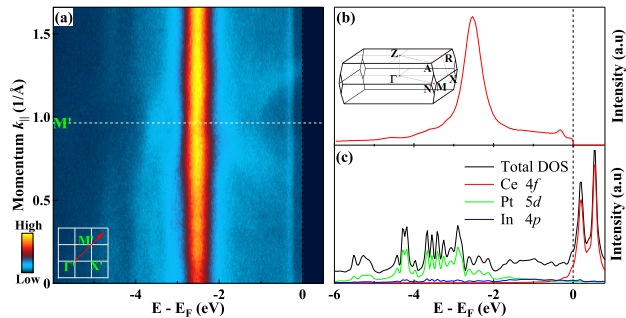 (a)
Momentum k|| (1/Å)
1.5
1.0
0.5
0
M'
High
Low
Γ M' X'
-4 -2 0
E - EF (eV)
(b)
Z R A Γ X N M
Intensity (a.u)
(c)
Total DOS
Ce 4f
Pt 5d
In 4p
Intensity (a.u)
-6 -4 -2 0
E - EF (eV)